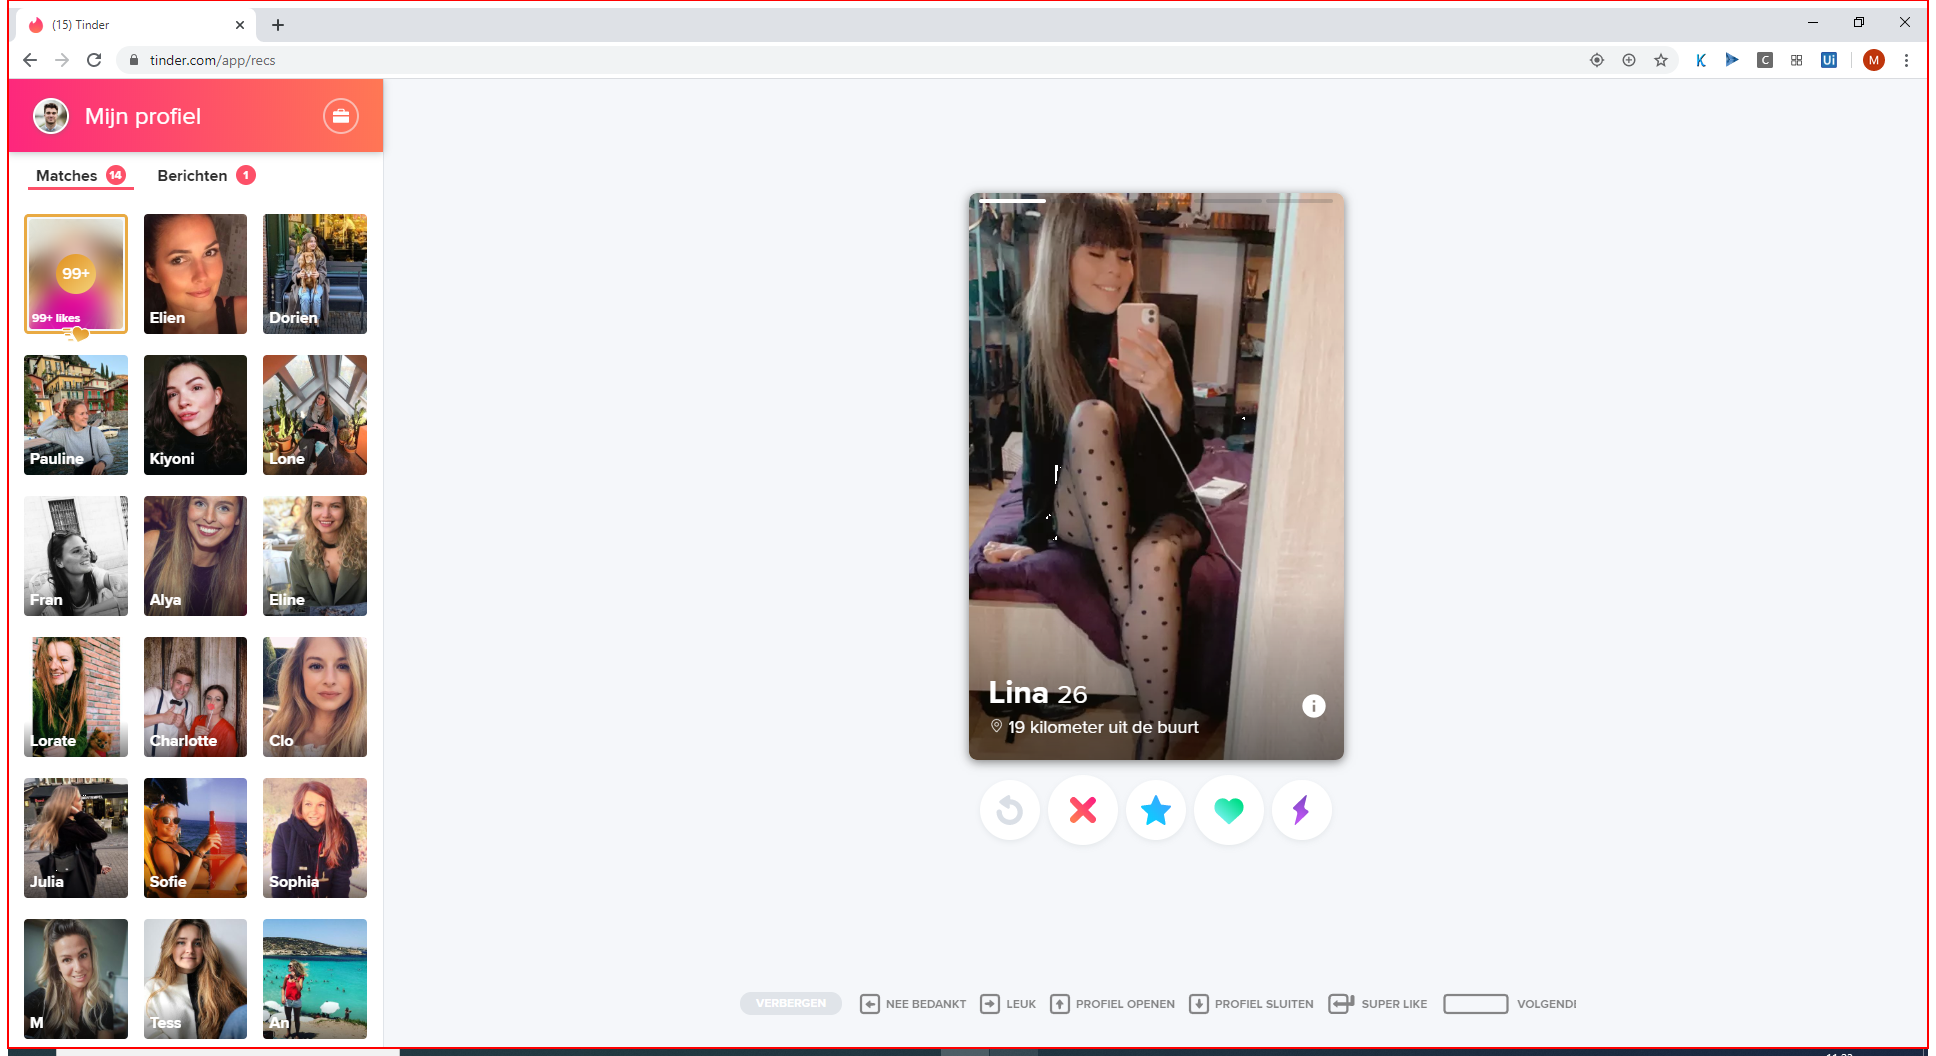 (15) Tinder
tinder.com/app/recs
K
C
Ui
M
Mijn profiel
Matches 14
Berichten 1
99+
99+ likes
Elien
Dorien
Pauline
Kiyoni
Lone
Fran
Alya
Eline
Lorate
Charlotte
Clo
Julia
Sofie
Sophia
M
Tess
An
Lina 26
19 kilometer uit de buurt
VERBERGEN
NEE BEDANKT
LEUK
PROFIEL OPENEN
PROFIEL SLUITEN
SUPER LIKE
VOLGENDI